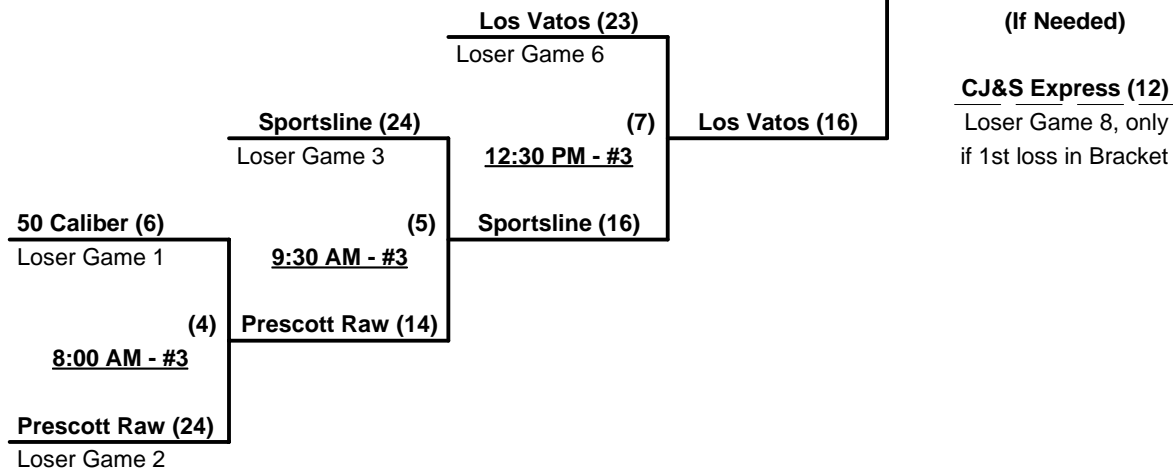 Los Vatos (23)
(If Needed)
Loser Game 6
CJ&S Express (12)
Sportsline (24)
(7)
Los Vatos (16)
Loser Game 8, only
Loser Game 3
12:30 PM - #3
if 1st loss in Bracket
50 Caliber (6)
(5)
Sportsline (16)
Loser Game 1
9:30 AM - #3
(4)
Prescott Raw (14)
8:00 AM - #3
Prescott Raw (24)
Loser Game 2